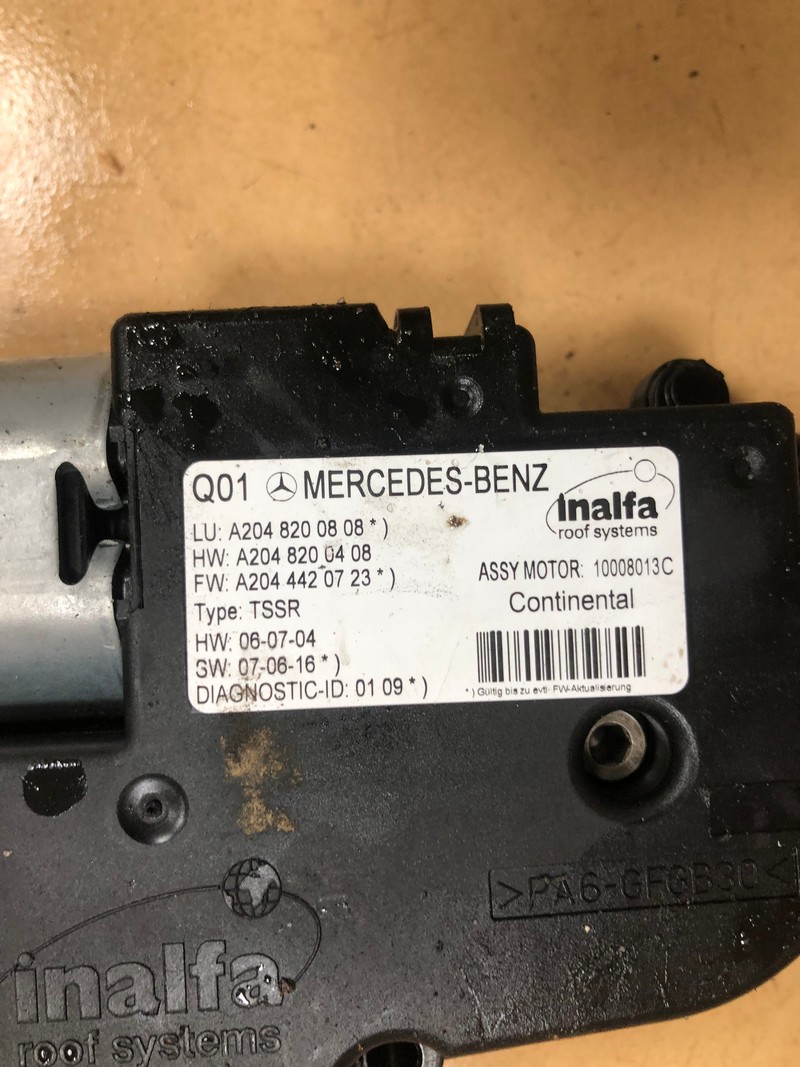 Q01 MERCEDES-BENZ
inalfa
roof systems
LU: A204 820 08 08 *)
HW: A204 820 04 08
FW: A204 442 07 23 *)
ASSY MOTOR: 10008013C
Type: TSSR
Continental
HW: 06-07-04
SW: 07-06-16 *)
DIAGNOSTIC-ID: 01 09 *)
*) Gültig bis zu evtl. FW-Aktualisierung
>PA6-GFGB30<
inalfa
roof systems